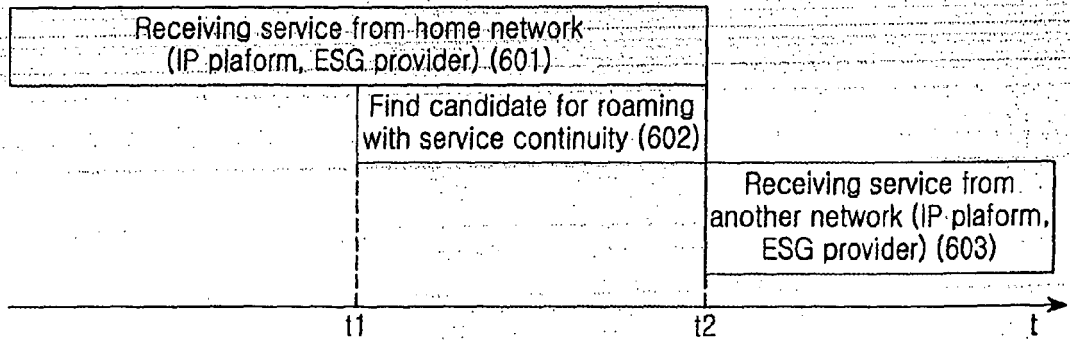 Receiving service from home network
(IP plaform, ESG provider) (601)
Find candidate for roaming
with service continuity (602)
Receiving service from
another network (IP plaform,
ESG provider) (603)
t1
t2
t